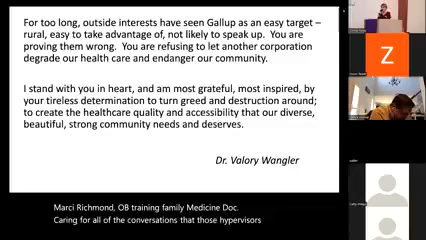 For too long, outside interests have seen Gallup as an easy target –
rural, easy to take advantage of, not likely to speak up.  You are
proving them wrong.  You are refusing to let another corporation
degrade our health care and endanger our community.
I stand with you in heart, and am most grateful, most inspired, by
your tireless determination to turn greed and destruction around;
to create the healthcare quality and accessibility that our diverse,
beautiful, strong community needs and deserves.
Dr. Valory Wangler
Z
Marci Richmond, OB training family Medicine Doc.
Caring for all of the conversations that those hypervisors